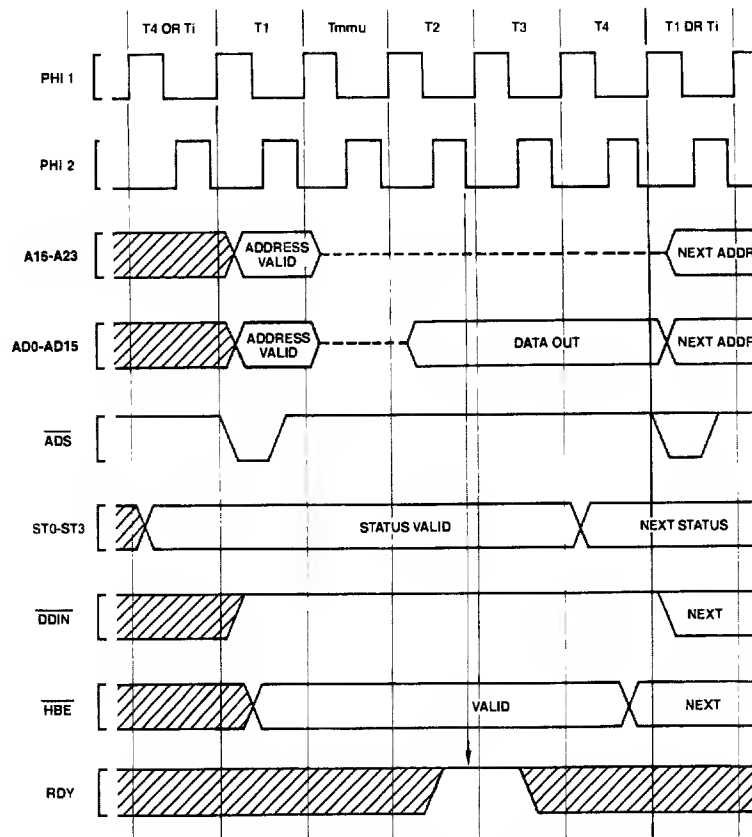 T4 OR Ti T1 Tmmu T2 T3 T4 T1 DR Ti
PHI 1
PHI 2
A16-A23 ADDRESS VALID NEXT ADDR
AD0-AD15 ADDRESS VALID DATA OUT NEXT ADDR
ADS
ST0-ST3 STATUS VALID NEXT STATUS
DDIN NEXT
HBE VALID NEXT
RDY